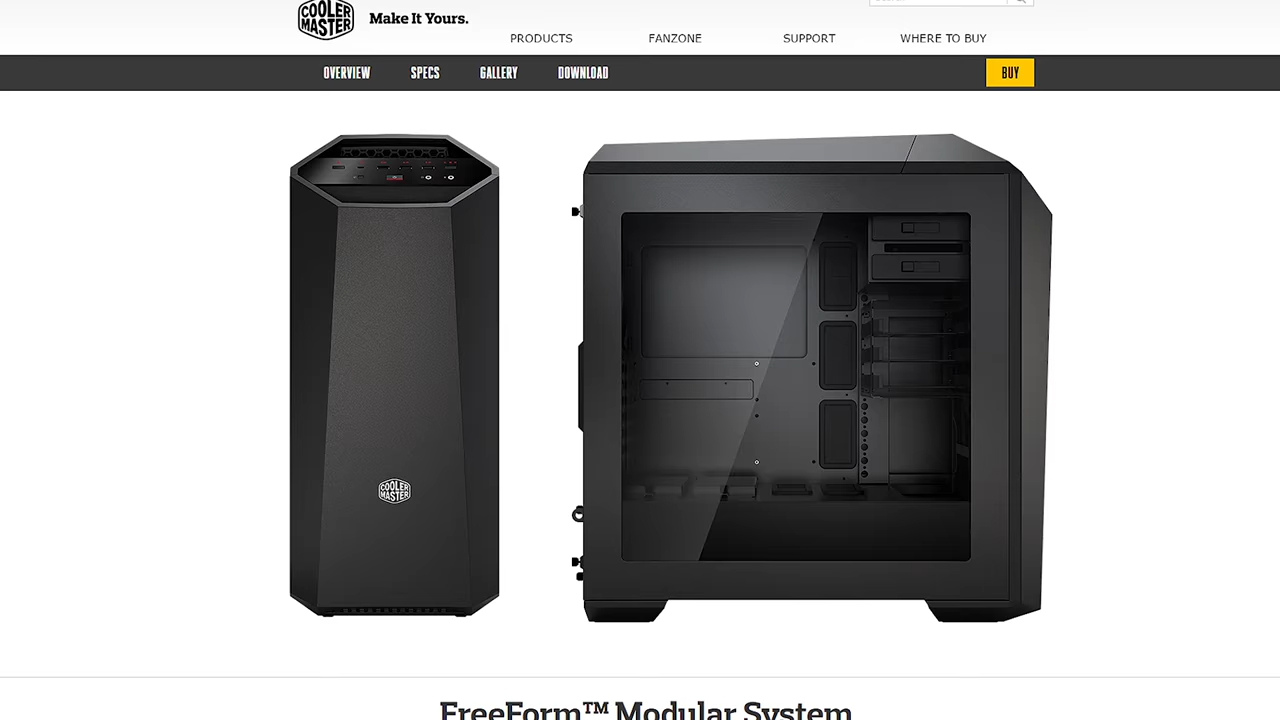 COOLER
MASTER
Make It Yours.
PRODUCTS
FANZONE
SUPPORT
WHERE TO BUY
OVERVIEW
SPECS
GALLERY
DOWNLOAD
BUY
COOLER
MASTER
FreeForm™ Modular System